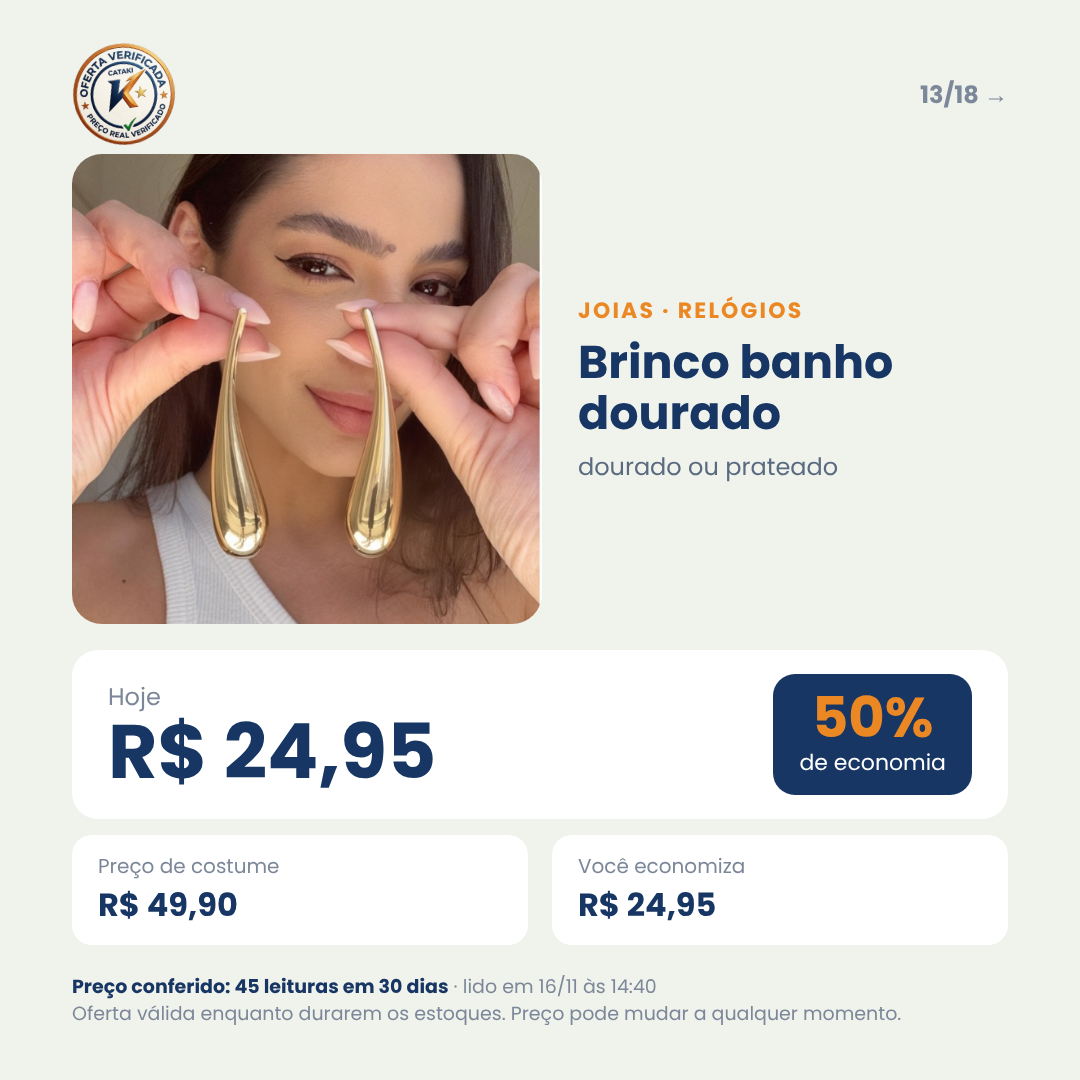 OFERTA VERIFICADA
CATAKI
K
PREÇO REAL VERIFICADO
13/18 →
JOIAS · RELÓGIOS
Brinco banho
dourado
dourado ou prateado
Hoje
R$ 24,95
50%
de economia
Preço de costume
R$ 49,90
Você economiza
R$ 24,95
Preço conferido: 45 leituras em 30 dias · lido em 16/11 às 14:40
Oferta válida enquanto durarem os estoques. Preço pode mudar a qualquer momento.